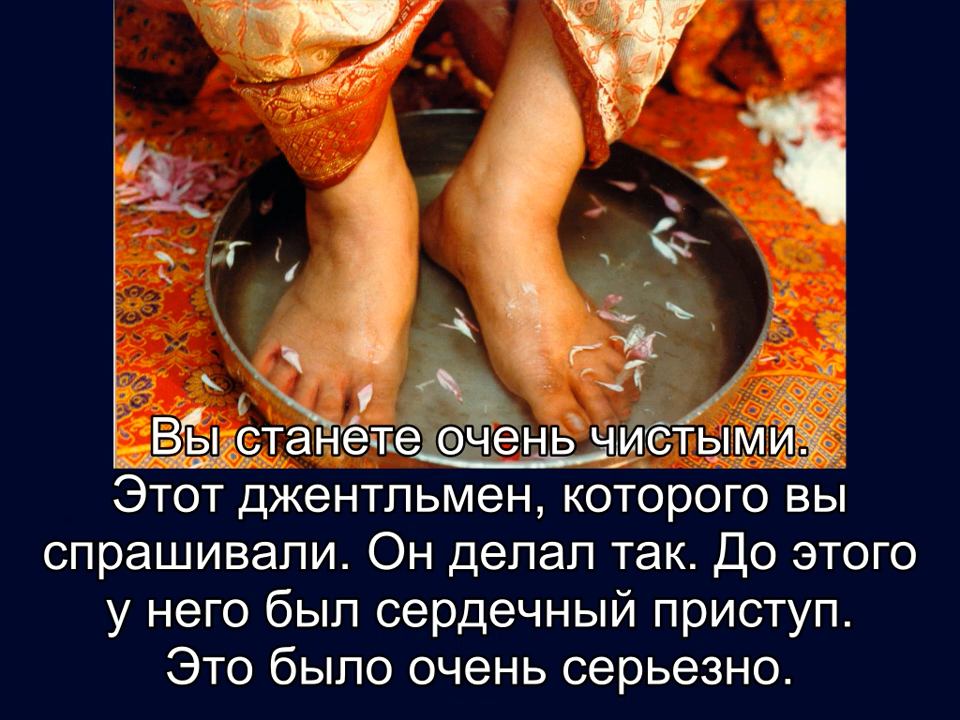 Вы станете очень чистыми.
Этот джентльмен, которого вы
спрашивали. Он делал так. До этого
у него был сердечный приступ.
Это было очень серьезно.